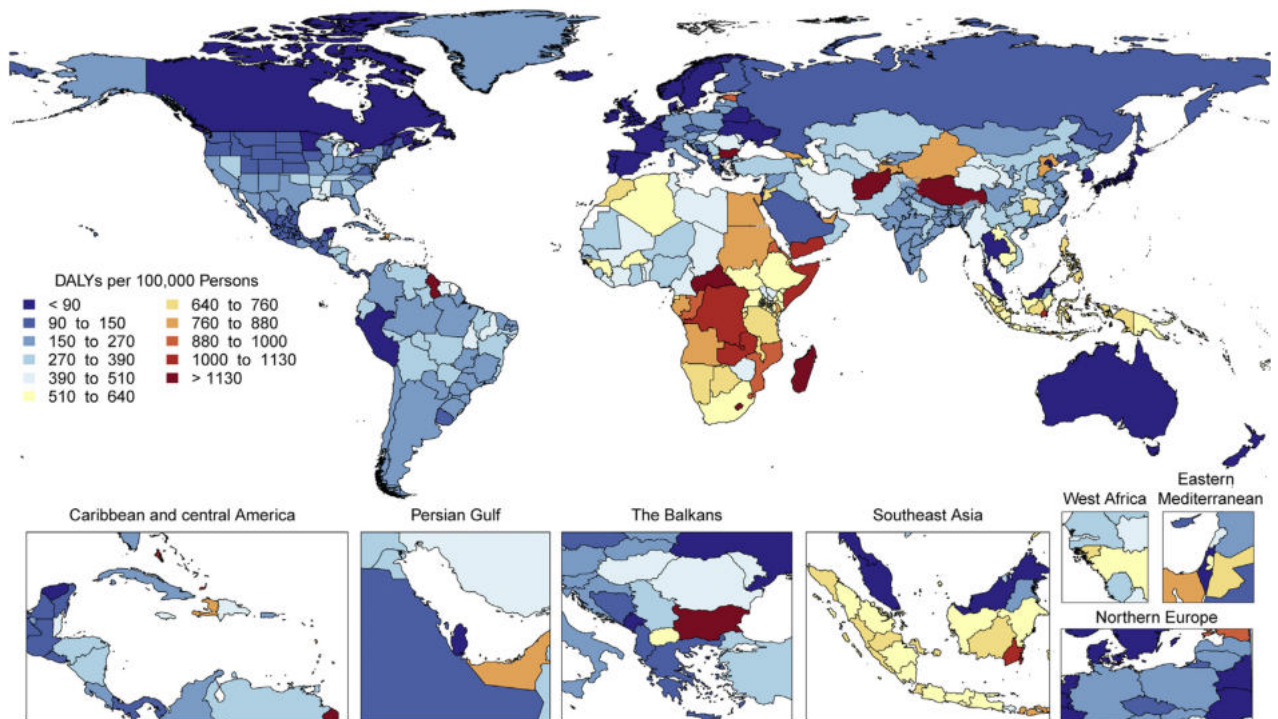 DALYs per 100,000 Persons
< 90
90 to 150
150 to 270
270 to 390
390 to 510
510 to 640
640 to 760
760 to 880
880 to 1000
1000 to 1130
> 1130
Caribbean and central America
Persian Gulf
The Balkans
Southeast Asia
West Africa
Eastern
Mediterranean
Northern Europe